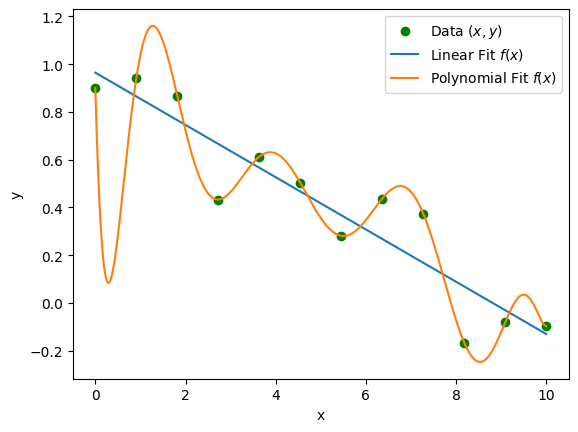 Data (x, y)
Linear Fit f(x)
Polynomial Fit f(x)
1.2
1.0
0.8
0.6
0.4
0.2
0.0
−0.2
y
0 2 4 6 8 10
x